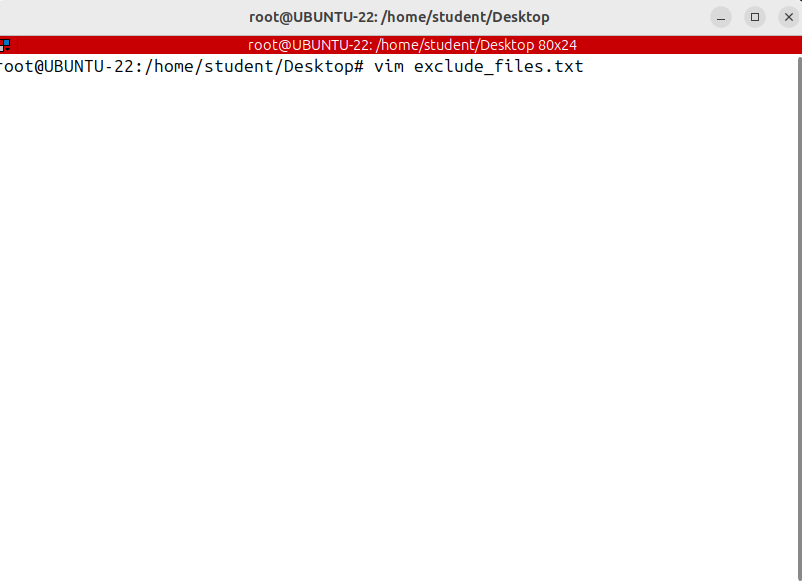 root@UBUNTU-22: /home/student/Desktop
root@UBUNTU-22: /home/student/Desktop 80x24
root@UBUNTU-22:/home/student/Desktop# vim exclude_files.txt